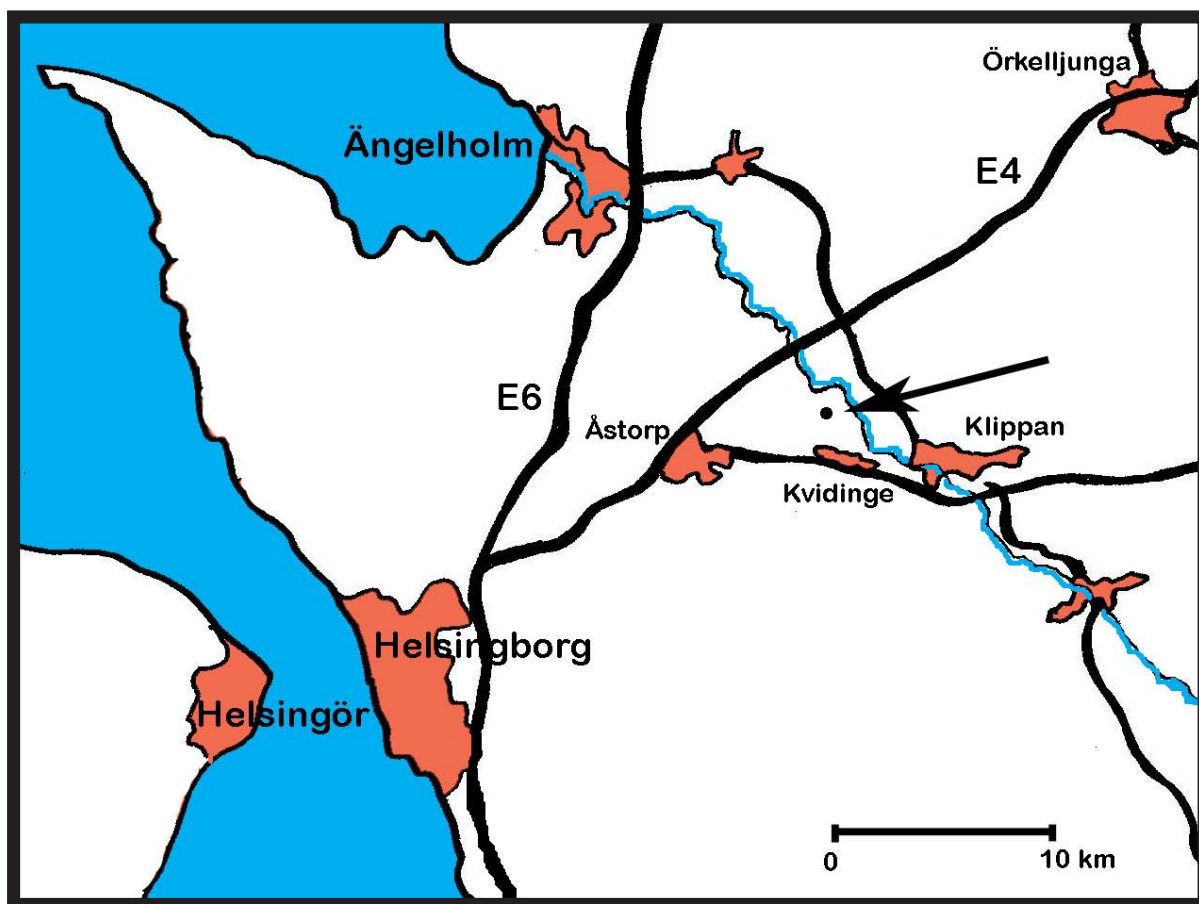 Örkelljunga
Ängelholm
E4
E6
Åstorp
Klippan
Kvidinge
Helsingborg
Helsingör
0
10 km